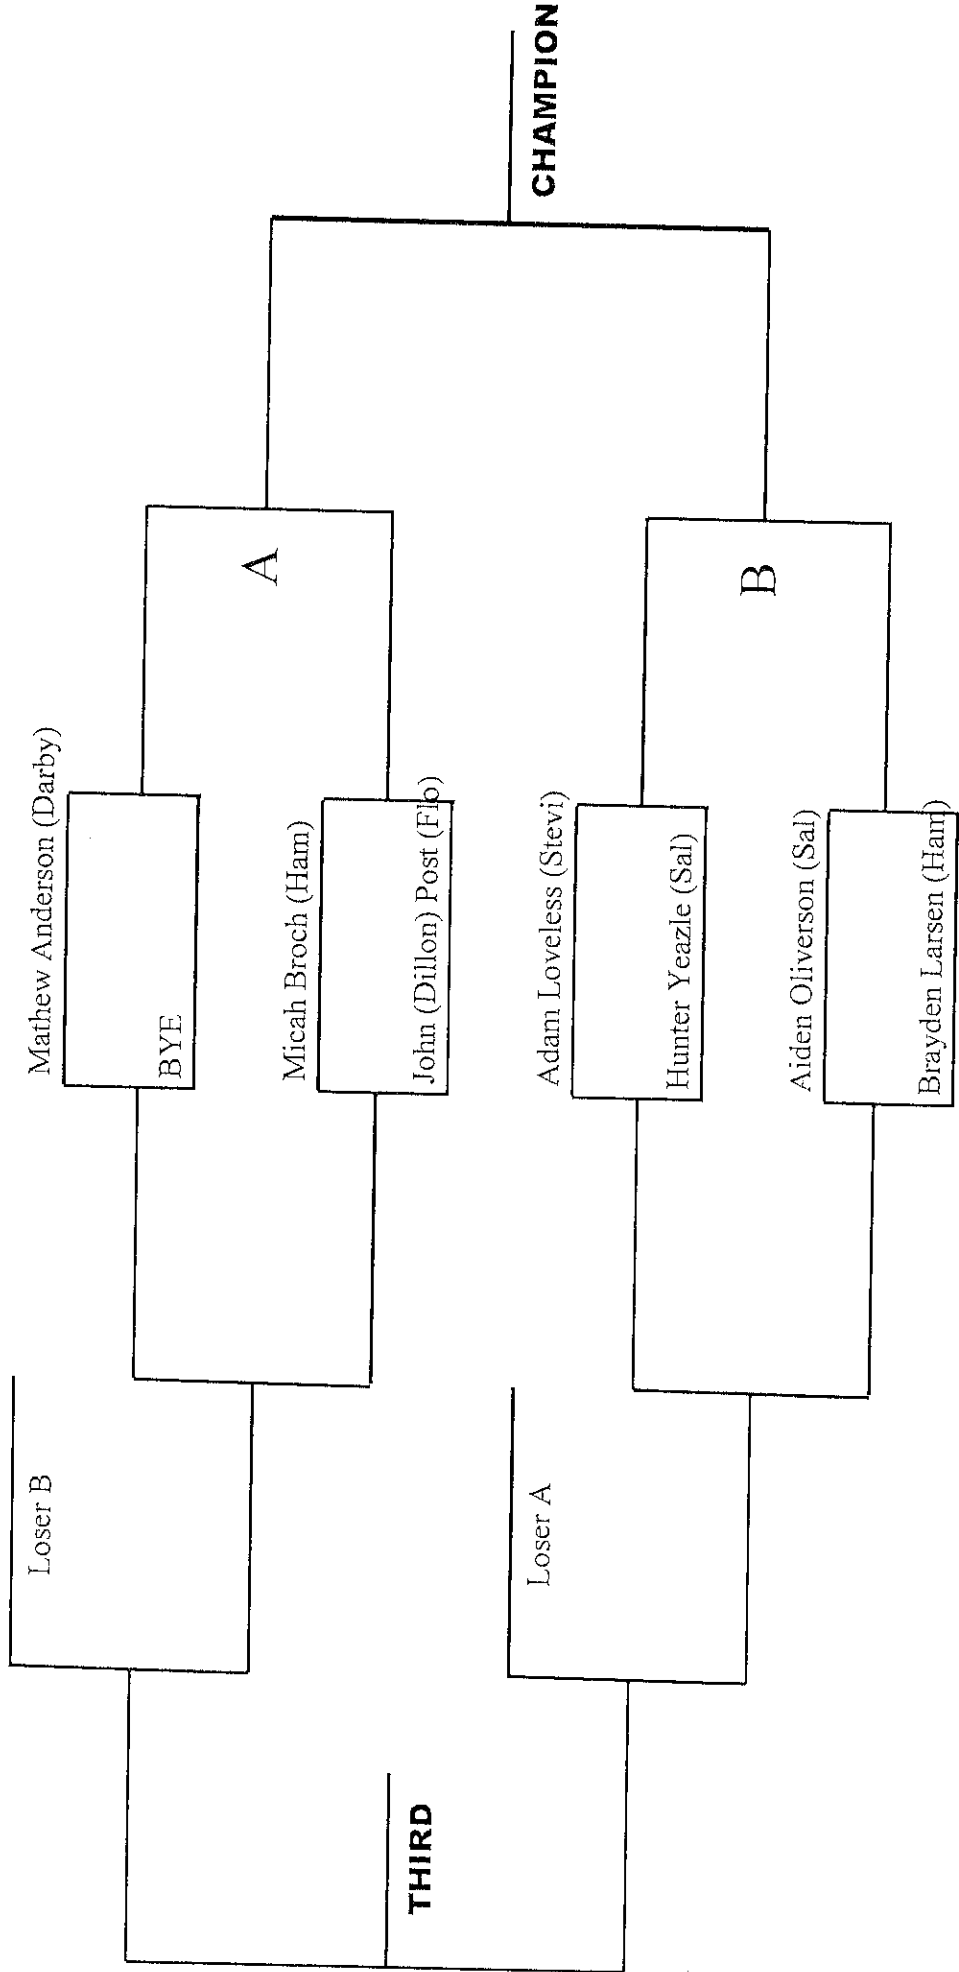 Mathew Anderson (Darby)
BYE
Micah Broch (Ham)
John (Dillon) Post (Flo)
Adam Loveless (Stevi)
Hunter Yeazle (Sal)
Aiden Oliverson (Sal)
Brayden Larsen (Ham)
A
B
CHAMPION
Loser B
Loser A
THIRD